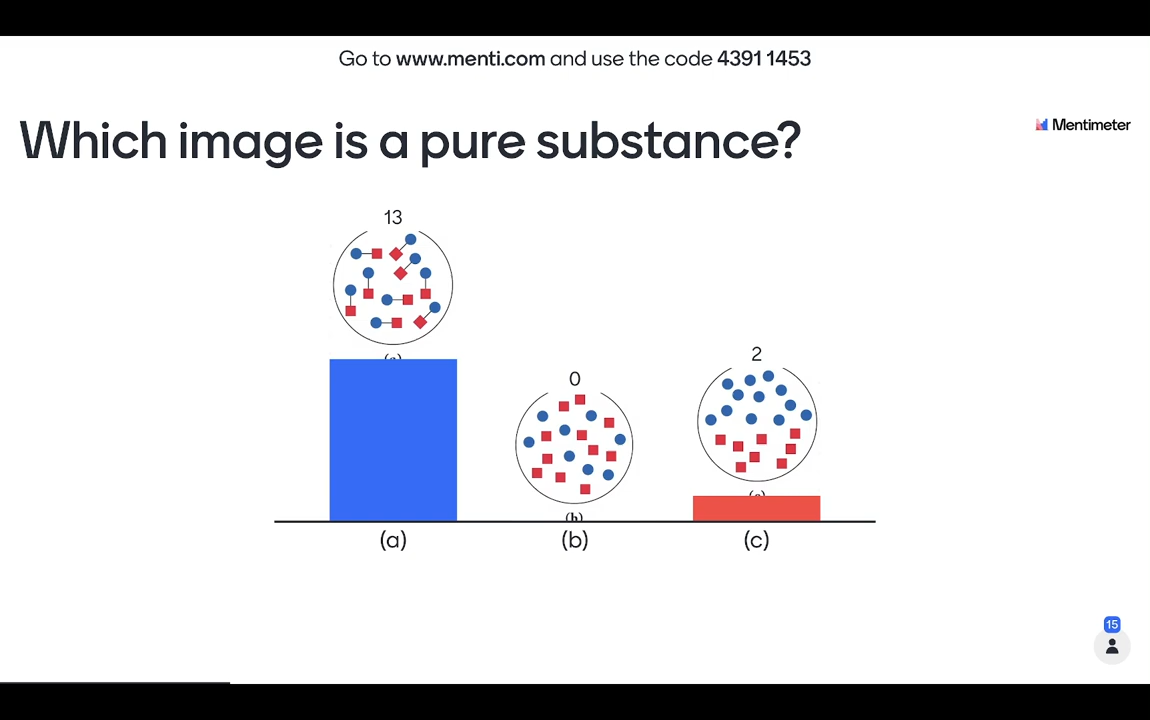 Go to www.menti.com and use the code 4391 1453
Which image is a pure substance?
Mentimeter
13
2
0
(b)
(a)
(b)
(c)
15